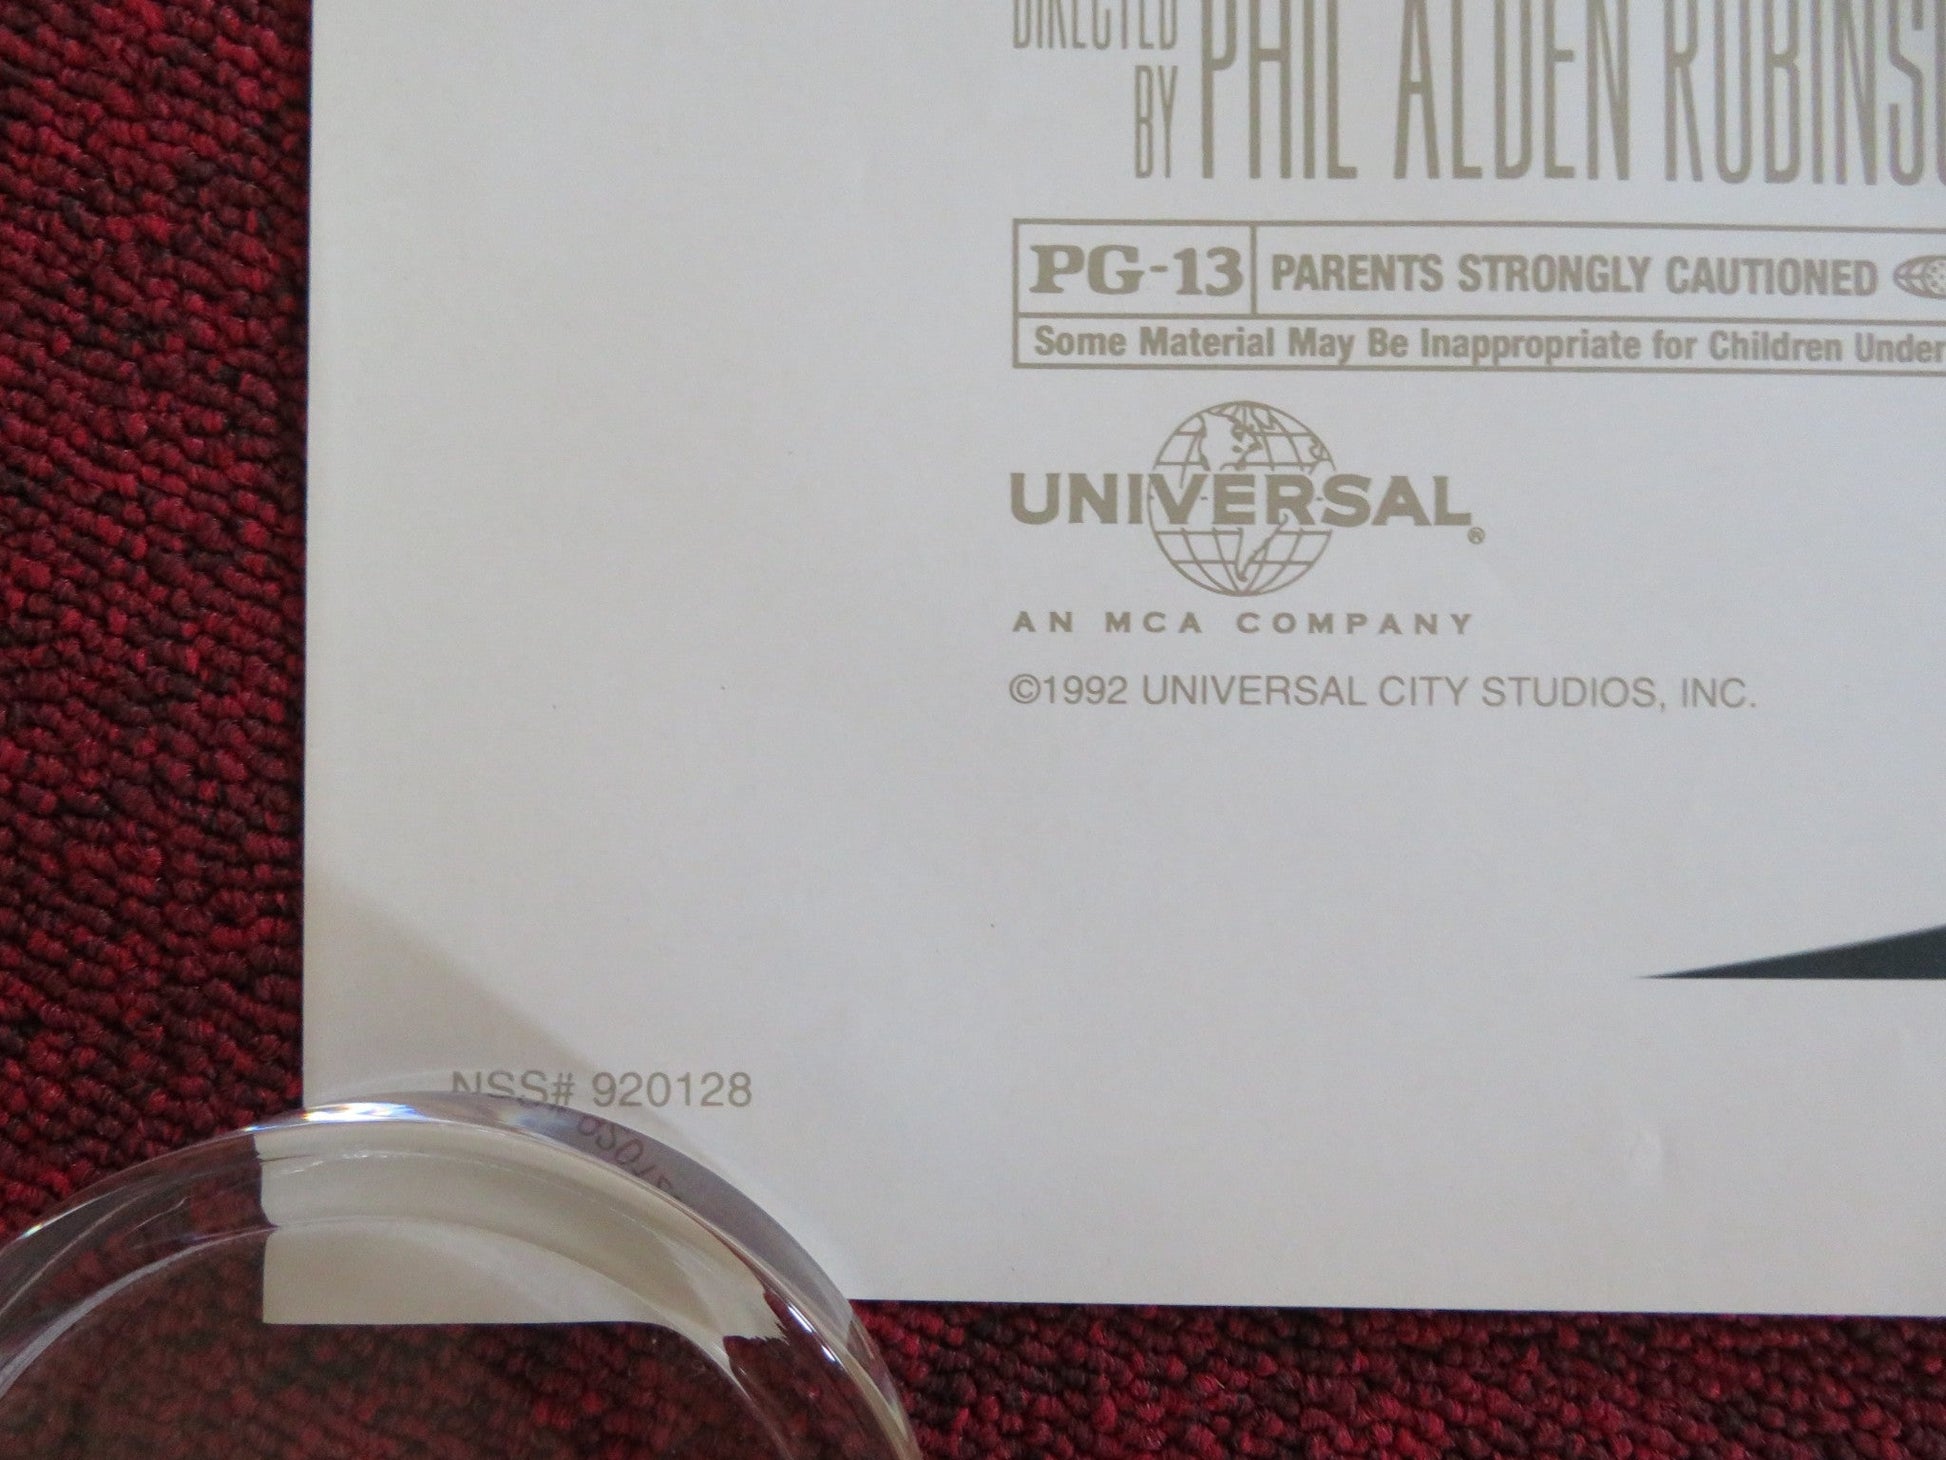 DIRECTED
BY PHIL ALDEN ROBINSO
PG-13 PARENTS STRONGLY CAUTIONED
Some Material May Be Inappropriate for Children Under
UNIVERSAL®
AN MCA COMPANY
©1992 UNIVERSAL CITY STUDIOS, INC.
NSS# 920128